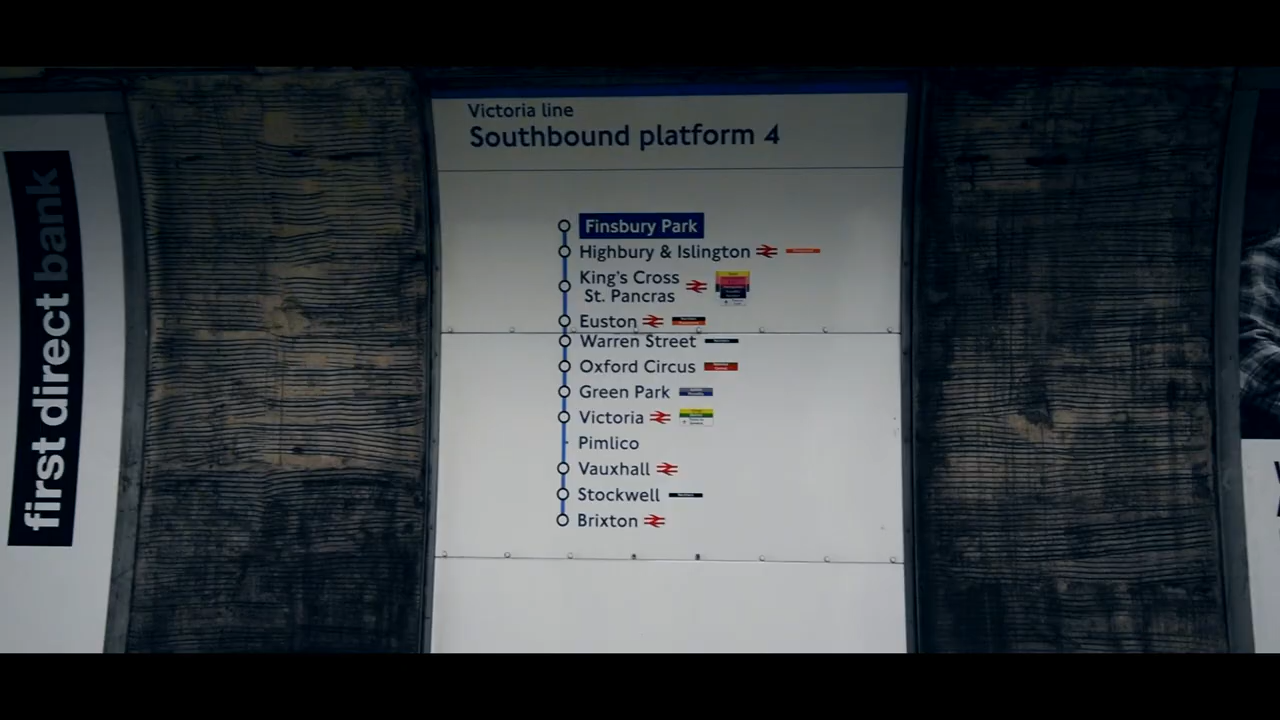 first direct bank
Victoria line
Southbound platform 4
Finsbury Park
Highbury & Islington
King's Cross
St. Pancras
Euston
Warren Street
Oxford Circus
Green Park
Victoria
Pimlico
Vauxhall
Stockwell
Brixton